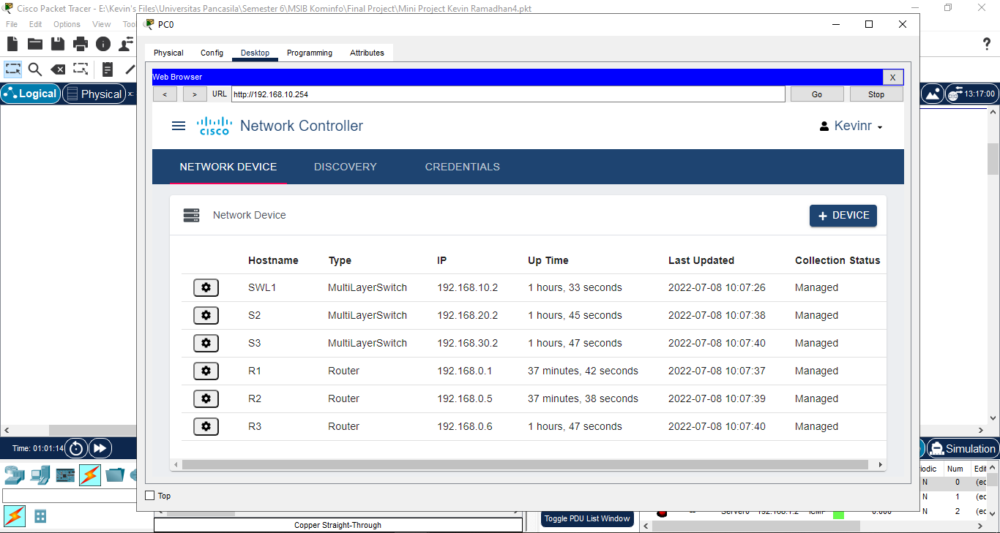 Cisco Packet Tracer - E:\Kevin's Files\Universitas Pancasila\Semester 6\MSIB Kominfo\Final Project\Mini Project Kevin Ramadhan4.pkt
File Edit Options View
PC0
?
Physical Config Desktop Programming Attributes
Web Browser X
< > URL http://192.168.10.254 Go Stop
Logical Physical x: 13:17:00
CISCO Network Controller Kevinr
NETWORK DEVICE DISCOVERY CREDENTIALS
Network Device + DEVICE
Hostname Type IP Up Time Last Updated Collection Status
SWL1 MultiLayerSwitch 192.168.10.2 1 hours, 33 seconds 2022-07-08 10:07:26 Managed
S2 MultiLayerSwitch 192.168.20.2 1 hours, 45 seconds 2022-07-08 10:07:38 Managed
S3 MultiLayerSwitch 192.168.30.2 1 hours, 47 seconds 2022-07-08 10:07:40 Managed
R1 Router 192.168.0.1 37 minutes, 42 seconds 2022-07-08 10:07:37 Managed
R2 Router 192.168.0.5 37 minutes, 38 seconds 2022-07-08 10:07:39 Managed
R3 Router 192.168.0.6 1 hours, 47 seconds 2022-07-08 10:07:40 Managed
Time: 01:01:14 Simulation
Num
N 0
N 1
N 2
Top
Server0 192.168.1.2 ICMP 0.000
Toggle PDU List Window
Copper Straight-Through